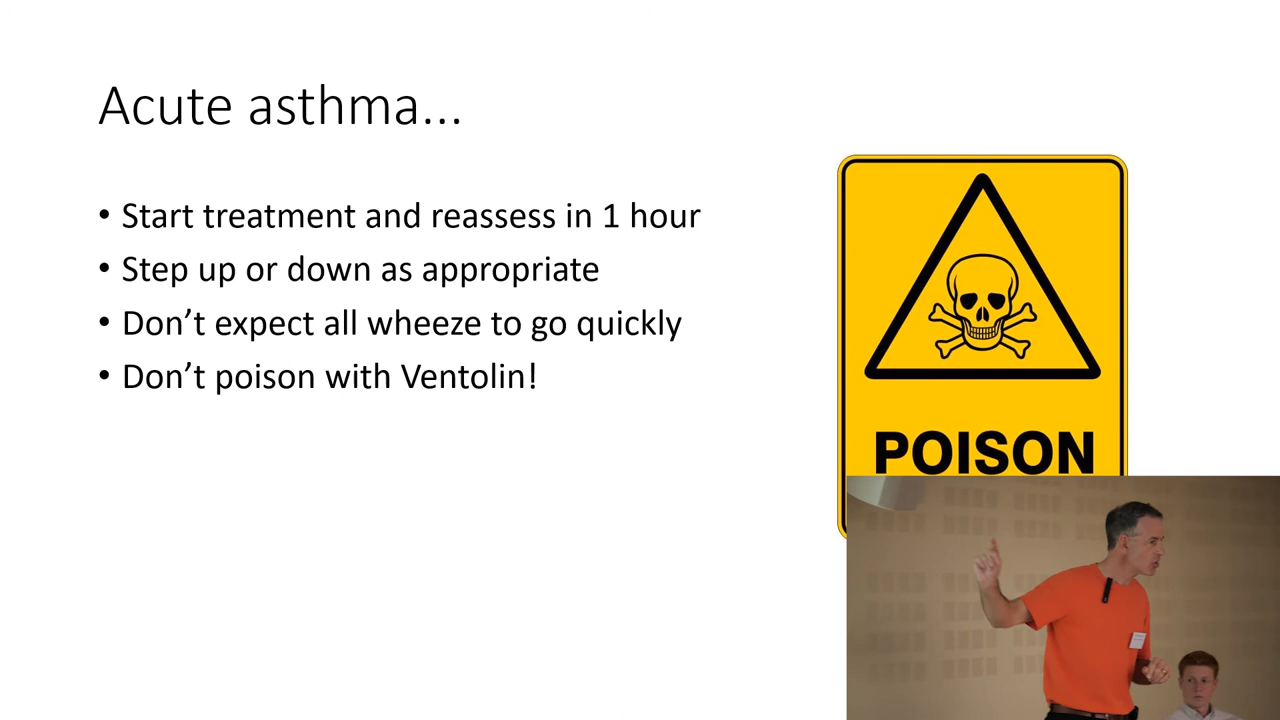 Acute asthma...
• Start treatment and reassess in 1 hour
• Step up or down as appropriate
• Don’t expect all wheeze to go quickly
• Don’t poison with Ventolin!
POISON